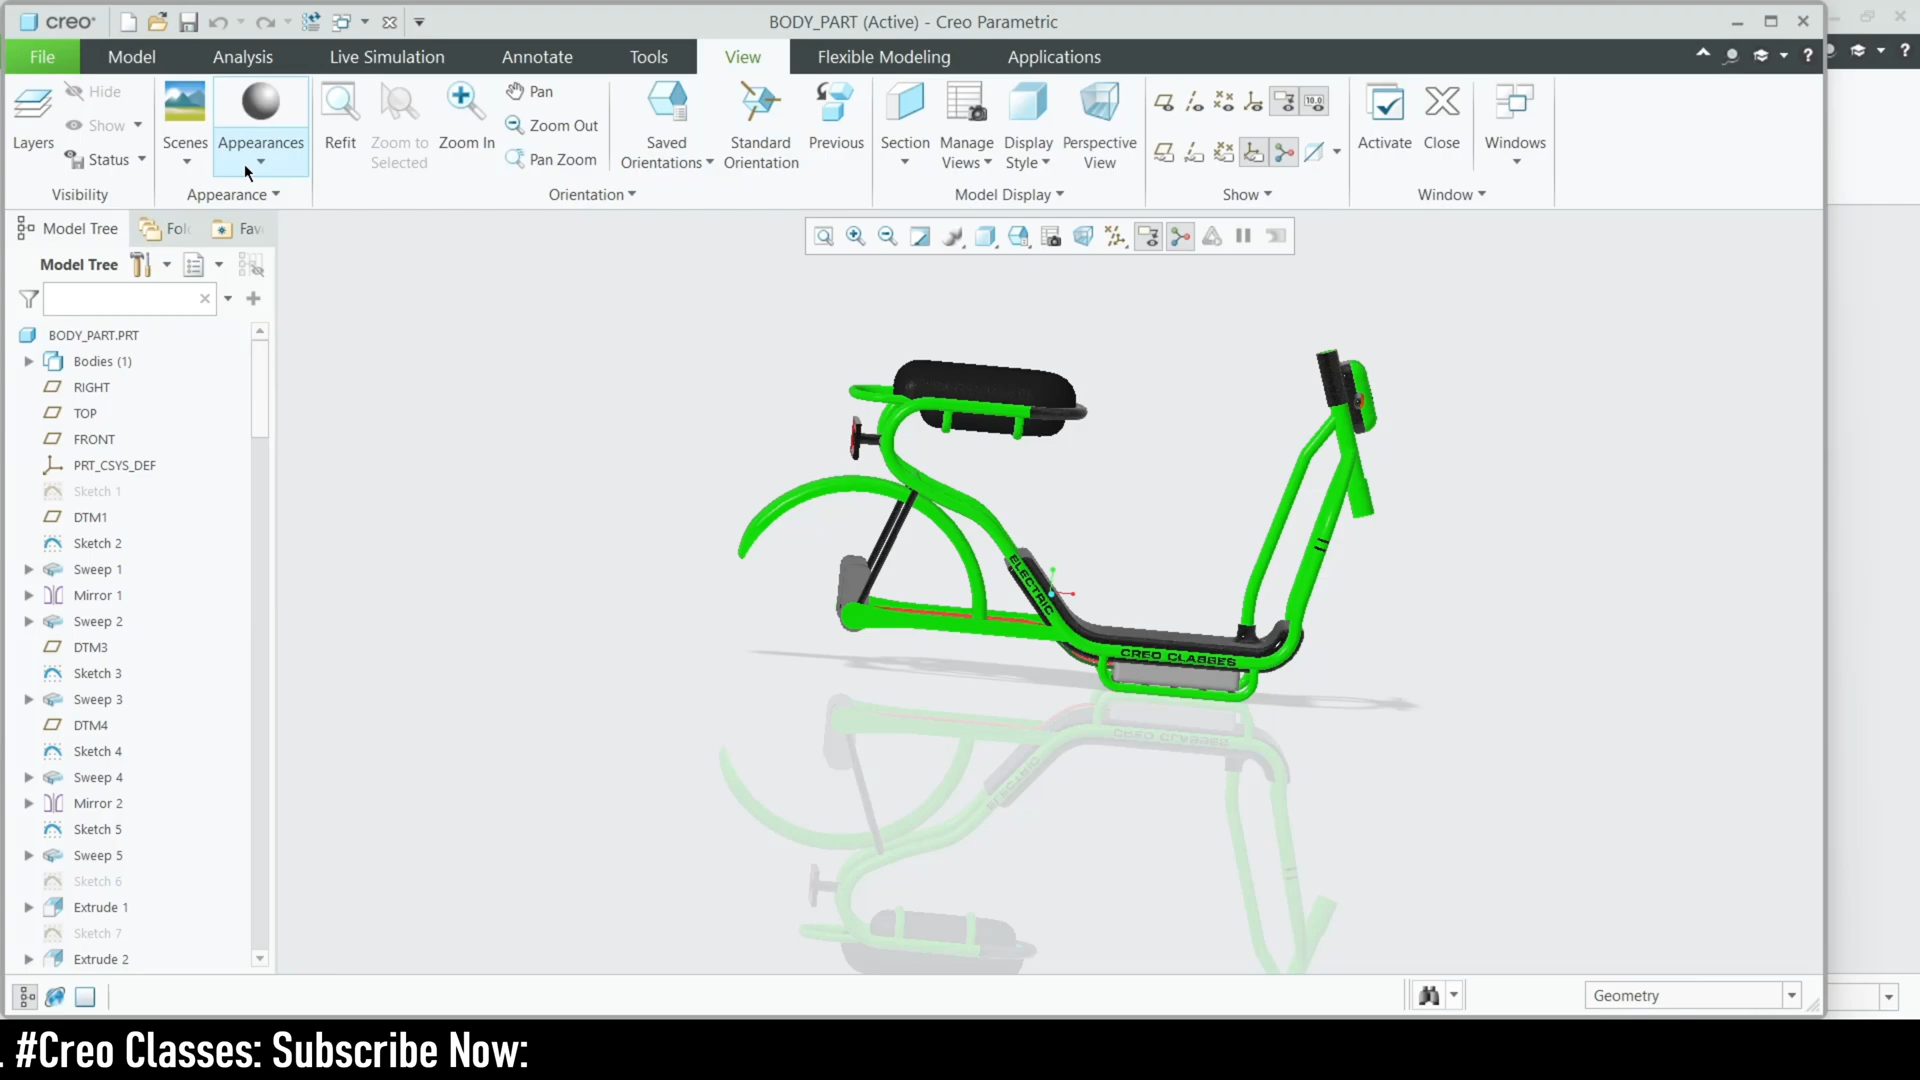 creo
BODY_PART (Active) - Creo Parametric
File
Model
Analysis
Live Simulation
Annotate
Tools
View
Flexible Modeling
Applications
?
?
Layers
Hide
Show
Status
Scenes
Appearances
Refit
Zoom to
Selected
Zoom In
Pan
Zoom Out
Pan Zoom
Saved
Orientations
Standard
Orientation
Previous
Section
Manage
Views
Display
Style
Perspective
View
10.0
Activate
Close
Windows
Visibility
Appearance
Orientation
Model Display
Show
Window
Model Tree
Fol
Fav
Model Tree
BODY_PART.PRT
Bodies (1)
RIGHT
TOP
FRONT
PRT_CSYS_DEF
Sketch 1
DTM1
Sketch 2
Sweep 1
Mirror 1
Sweep 2
DTM3
Sketch 3
Sweep 3
DTM4
Sketch 4
Sweep 4
Mirror 2
Sketch 5
Sweep 5
Sketch 6
Extrude 1
Sketch 7
Extrude 2
ELECTRIC
CREO CLASSES
Geometry
. #Creo Classes: Subscribe Now: